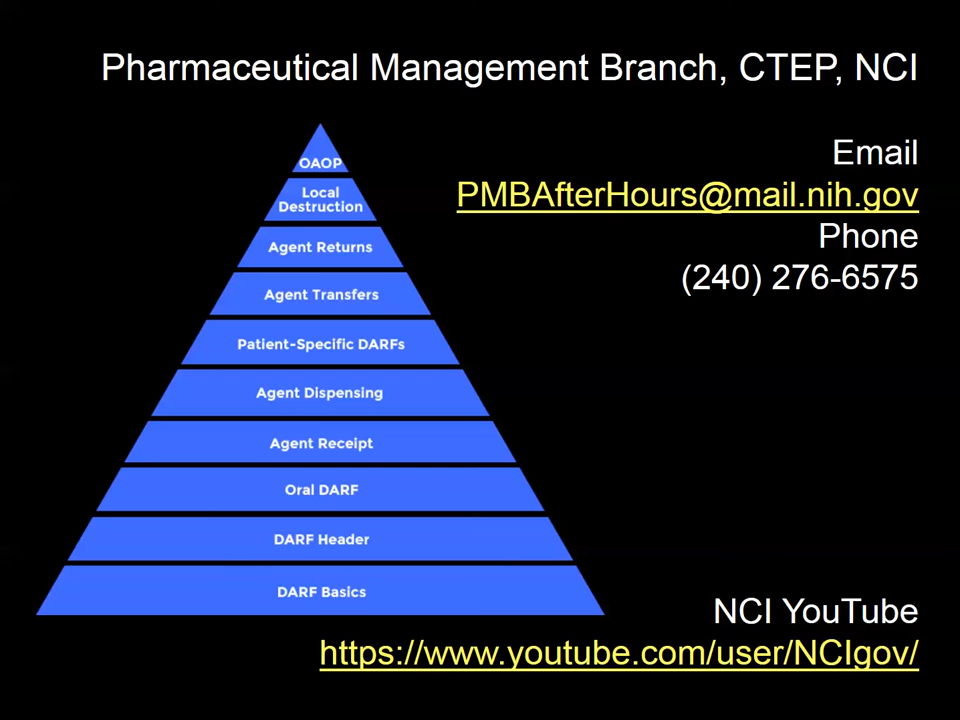 Pharmaceutical Management Branch, CTEP, NCI
Email
PMBAfterHours@mail.nih.gov
Phone
(240) 276-6575
OAOP
Local
Destruction
Agent Returns
Agent Transfers
Patient-Specific DARFs
Agent Dispensing
Agent Receipt
Oral DARF
DARF Header
DARF Basics
NCI YouTube
https://www.youtube.com/user/NCIgov/